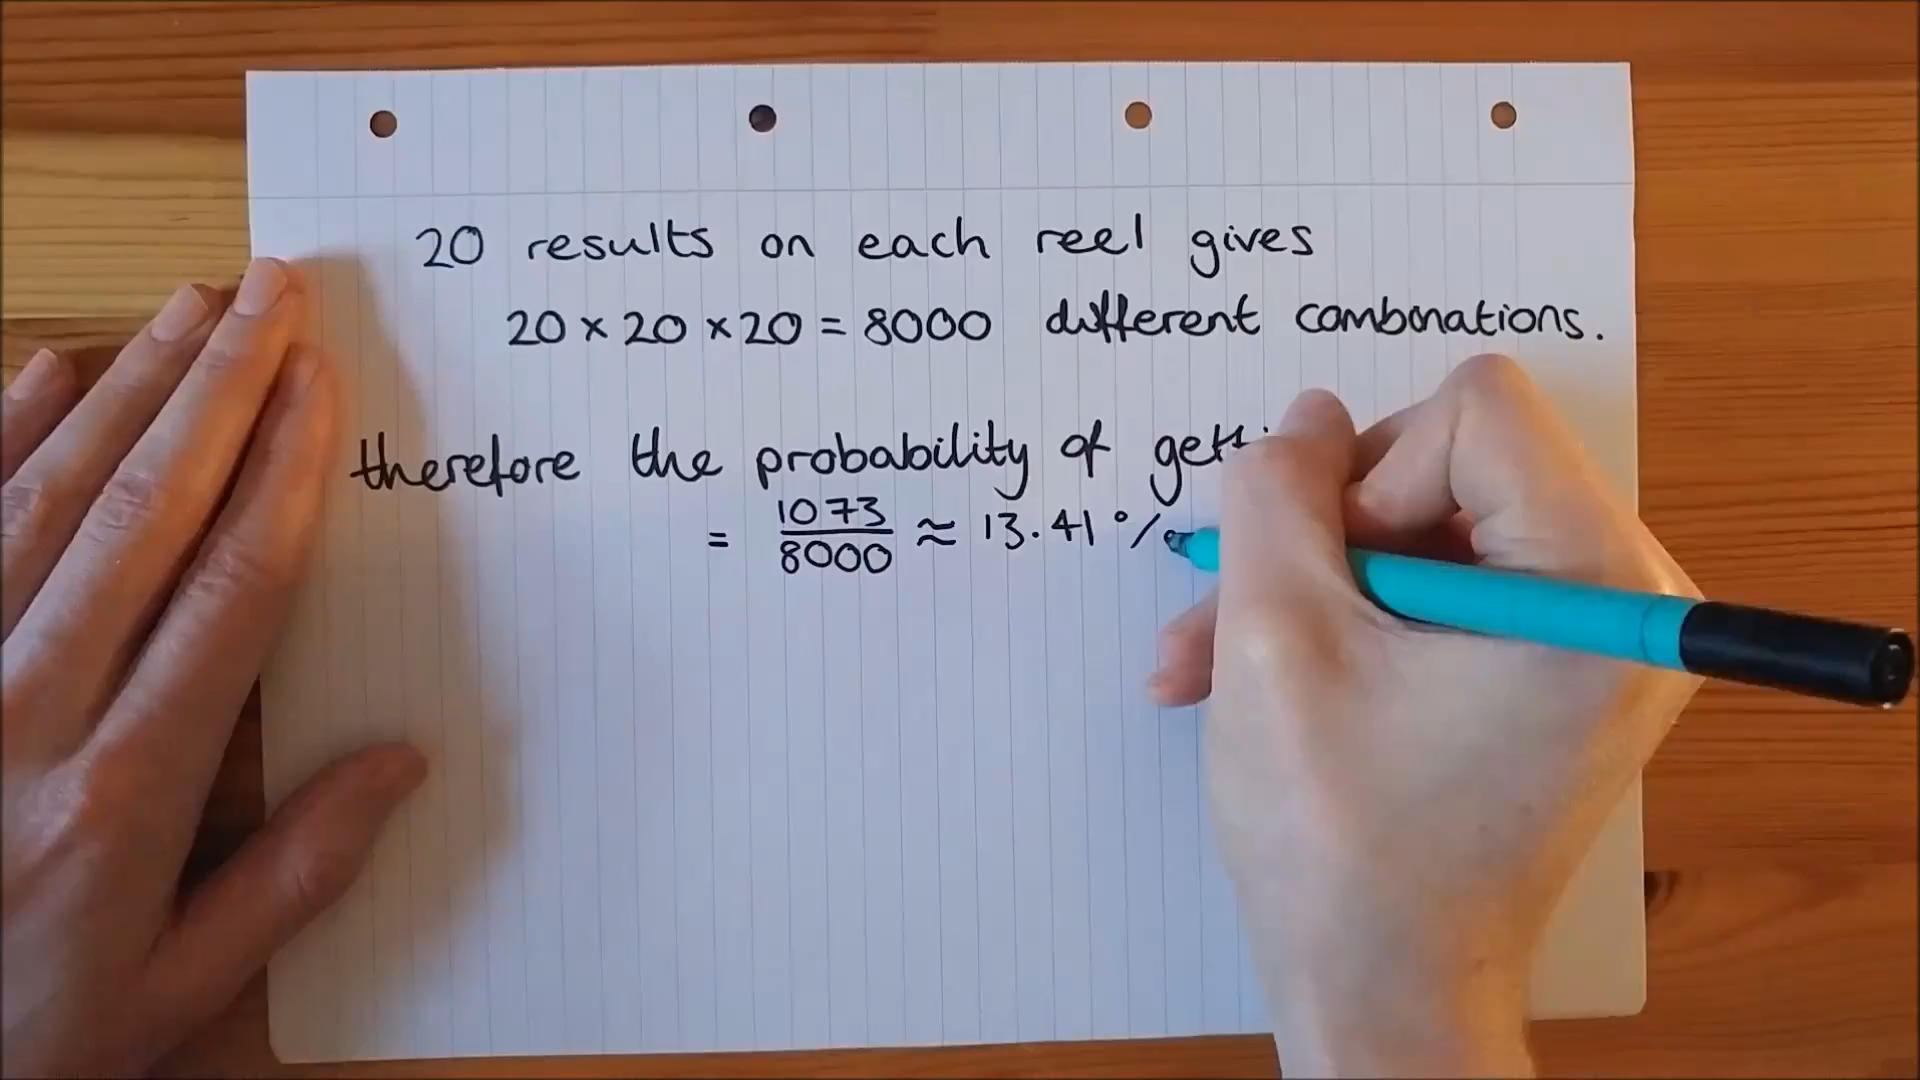 20 results on each reel gives
20 × 20 × 20 = 8000 different combinations.
therefore the probability of
= 1073/8000 ≈ 13.41%